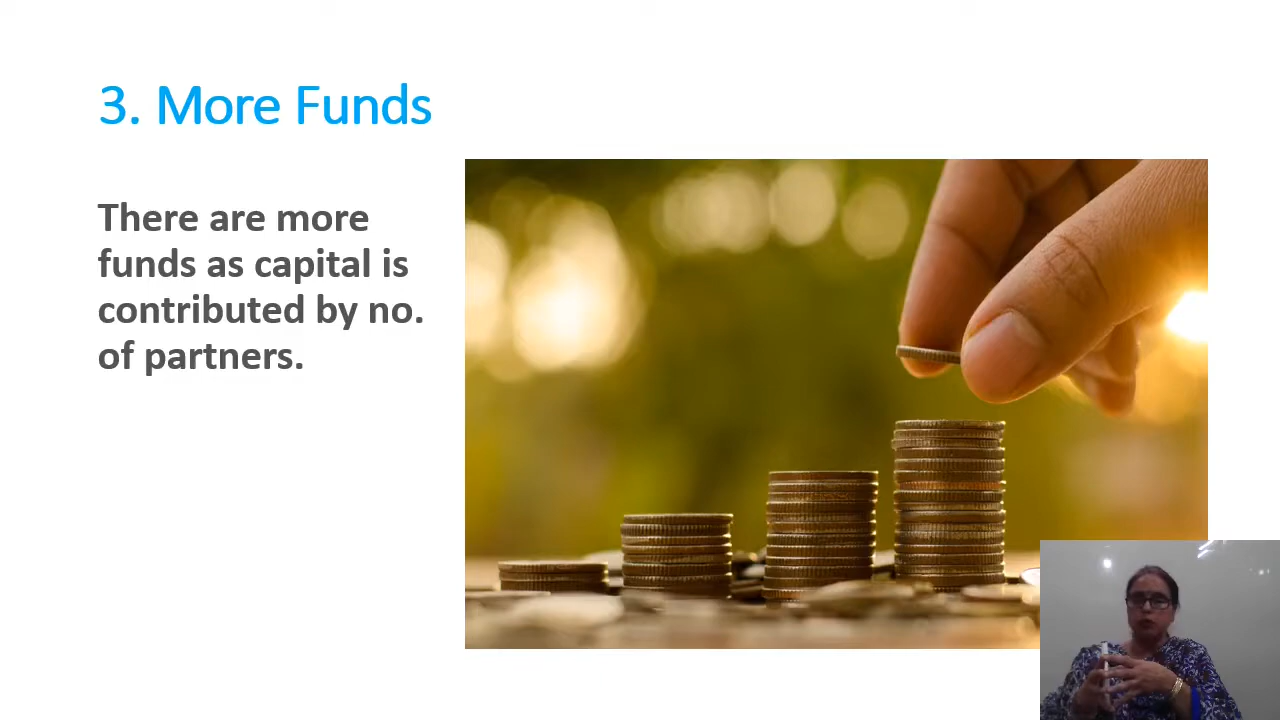 3. More Funds
There are more
funds as capital is
contributed by no.
of partners.